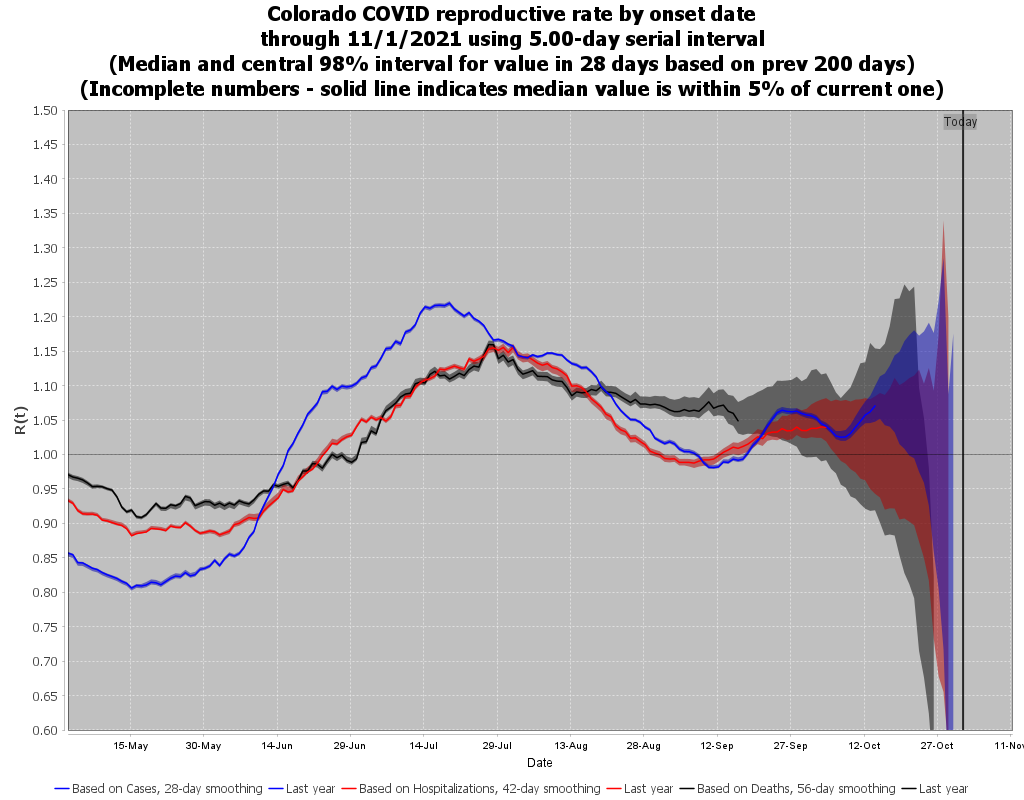 Colorado COVID reproductive rate by onset date
through 11/1/2021 using 5.00-day serial interval
(Median and central 98% interval for value in 28 days based on prev 200 days)
(Incomplete numbers - solid line indicates median value is within 5% of current one)
Today
1.50
1.45
1.40
1.35
1.30
1.25
1.20
1.15
1.10
1.05
1.00
0.95
0.90
0.85
0.80
0.75
0.70
0.65
0.60
R(t)
15-May 30-May 14-Jun 29-Jun 14-Jul 29-Jul 13-Aug 28-Aug 12-Sep 27-Sep 12-Oct 27-Oct 11-Nov
Date
Based on Cases, 28-day smoothing Last year Based on Hospitalizations, 42-day smoothing Last year Based on Deaths, 56-day smoothing Last year